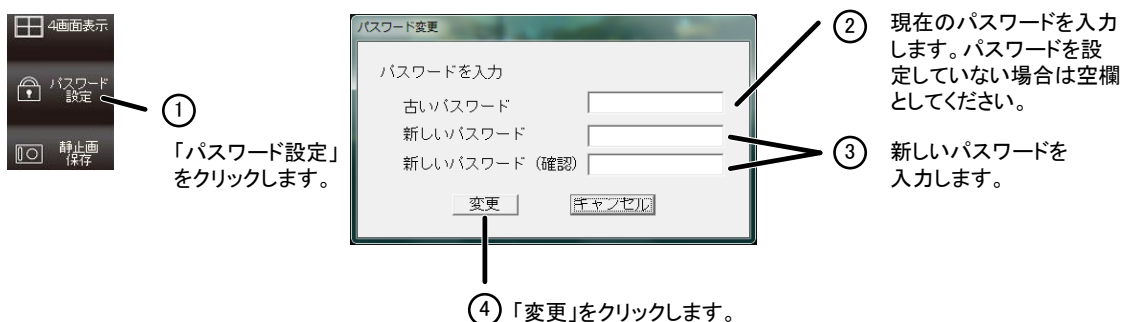 4画面表示
パスワード
設定
静止画
保存
①
「パスワード設定」
をクリックします。
パスワード変更
パスワードを入力
古いパスワード
新しいパスワード
新しいパスワード（確認）
変更
キャンセル
②
現在のパスワードを入力
します。パスワードを設
定していない場合は空欄
としてください。
③
新しいパスワードを
入力します。
④「変更」をクリックします。